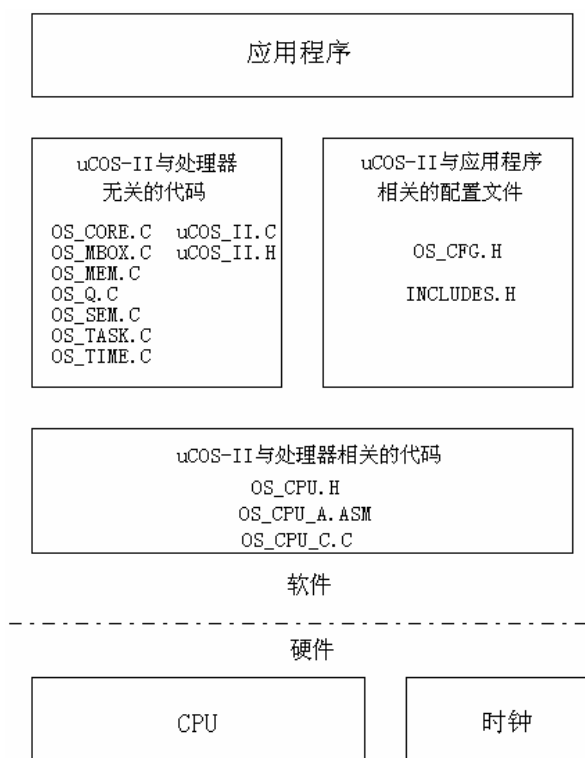 应用程序
uCOS-II与处理器
无关的代码
OS_CORE.C uCOS_II.C
OS_MBOX.C uCOS_II.H
OS_MEM.C
OS_Q.C
OS_SEM.C
OS_TASK.C
OS_TIME.C
uCOS-II与应用程序
相关的配置文件
OS_CFG.H
INCLUDES.H
uCOS-II与处理器相关的代码
OS_CPU.H
OS_CPU_A.ASM
OS_CPU_C.C
软件
硬件
CPU
时钟